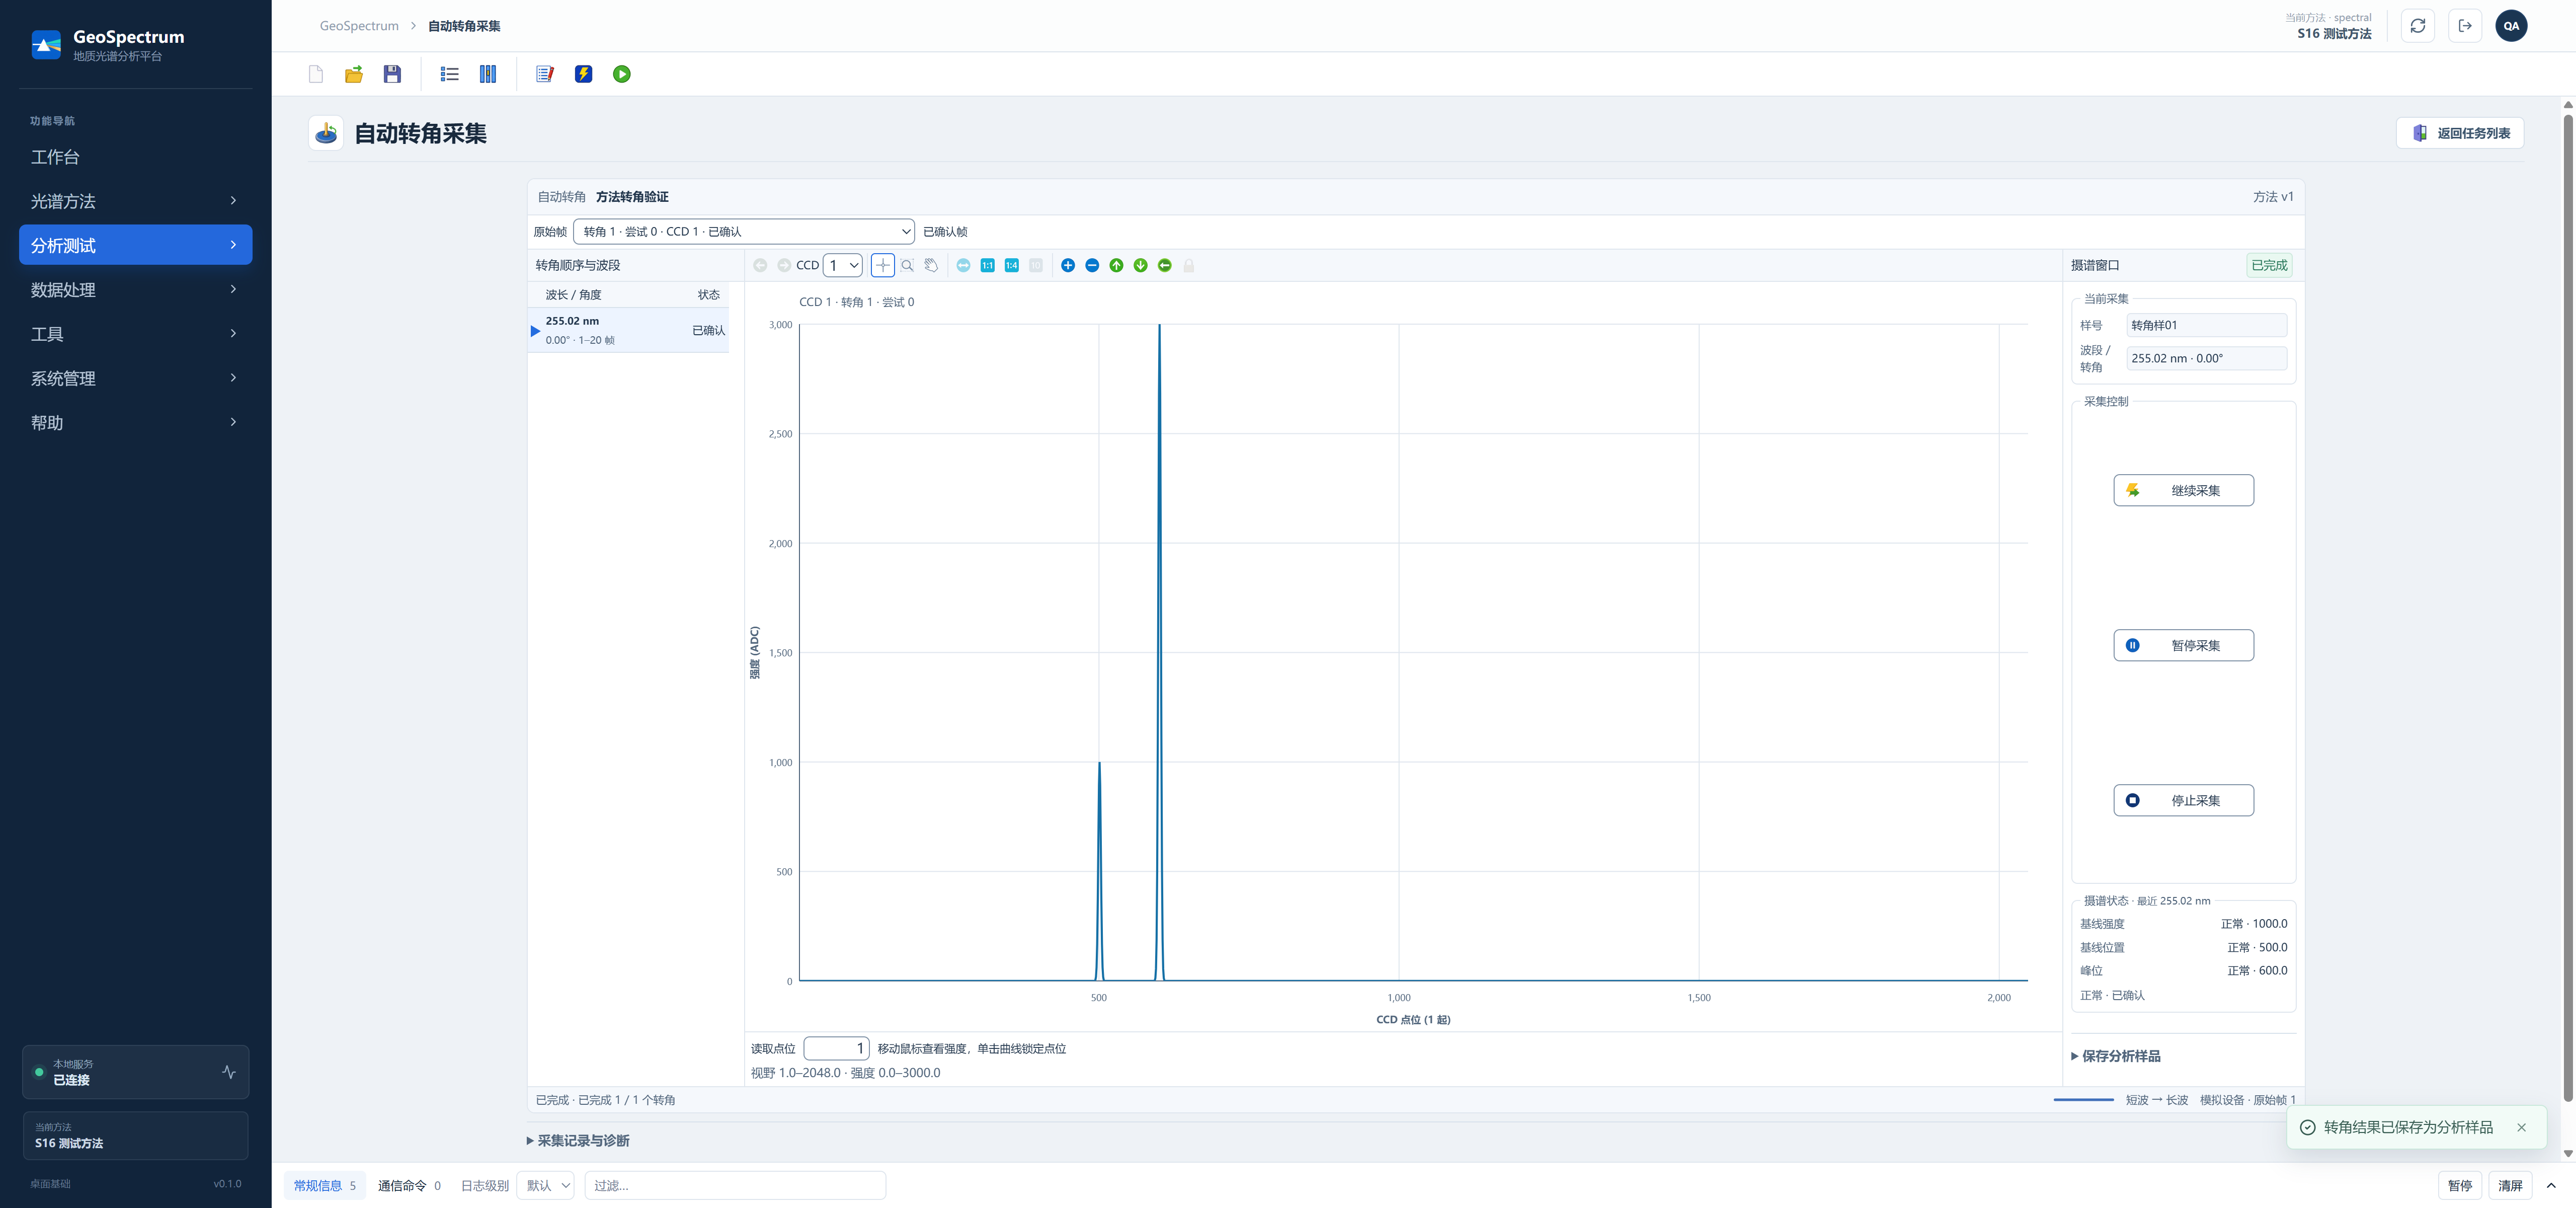 GeoSpectrum
地质光谱分析平台
功能导航
工作台
光谱方法
分析测试
数据处理
工具
系统管理
帮助
本地服务
已连接
当前方法
S16 测试方法
桌面基础 v0.1.0
GeoSpectrum > 自动转角采集
当前方法 · spectral
S16 测试方法
QA
自动转角采集
返回任务列表
自动转角 方法转角验证 方法 v1
原始帧 转角 1 · 尝试 0 · CCD 1 · 已确认 已确认帧
转角顺序与波段
CCD 1
1:1 1:4 10
摄谱窗口 已完成
波长 / 角度 状态
255.02 nm
0.00° · 1–20 帧
已确认
CCD 1 · 转角 1 · 尝试 0
3,000
2,500
2,000
1,500
1,000
500
0
强度 (ADC)
500 1,000 1,500 2,000
CCD 点位 (1 起)
读取点位 1 移动鼠标查看强度，单击曲线锁定点位
视野 1.0–2048.0 · 强度 0.0–3000.0
当前采集
样号 转角样01
波段 / 转角 255.02 nm · 0.00°
采集控制
继续采集
暂停采集
停止采集
摄谱状态 · 最近 255.02 nm
基线强度 正常 · 1000.0
基线位置 正常 · 500.0
峰位 正常 · 600.0
正常 · 已确认
保存分析样品
已完成 · 已完成 1 / 1 个转角
短波 → 长波 模拟设备 · 原始帧 1
采集记录与诊断
转角结果已保存为分析样品
常规信息 5 通信命令 0 日志级别 默认 过滤...
暂停 清屏